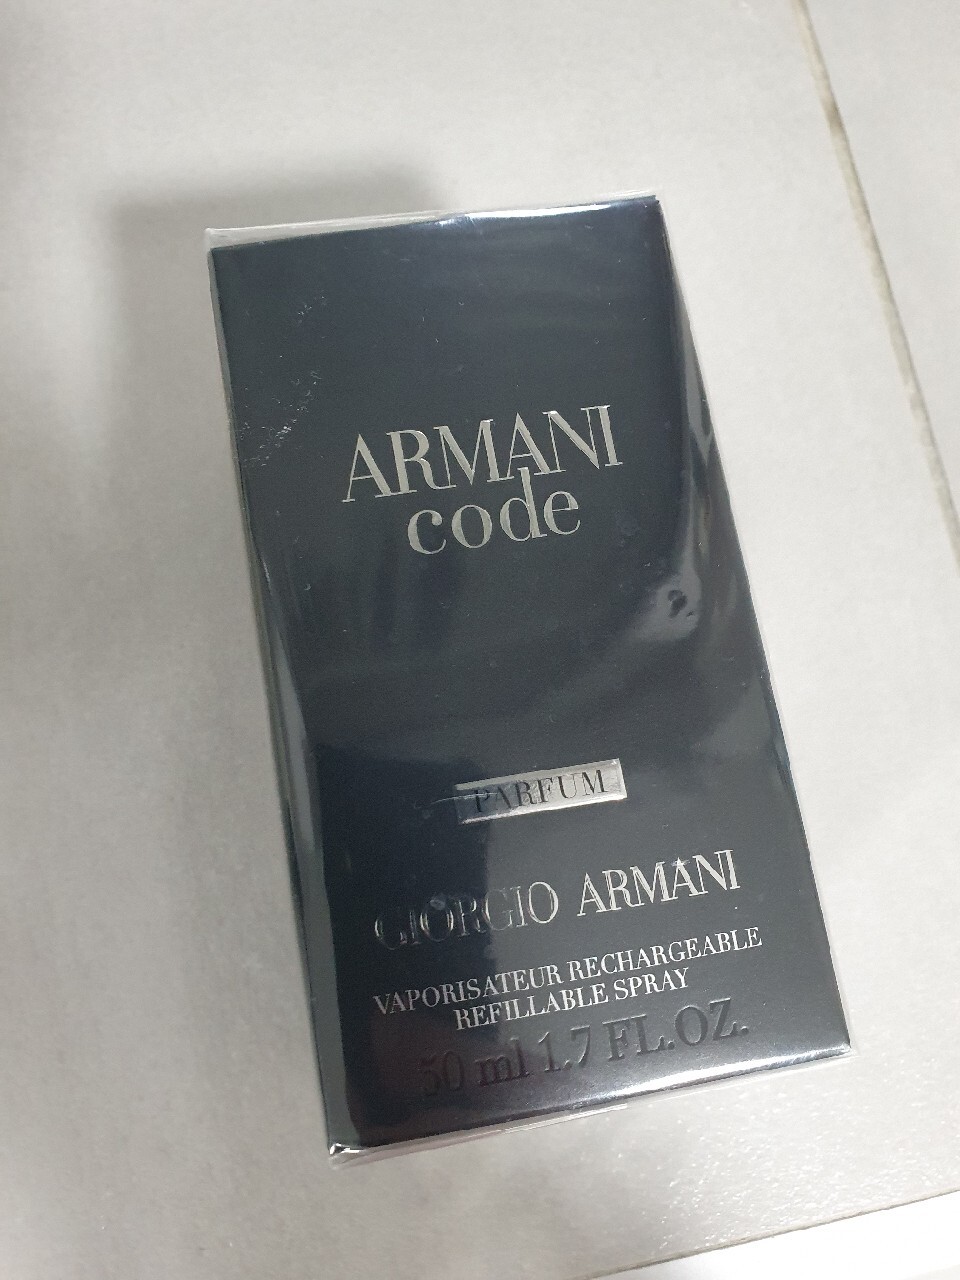 ARMANI
code
PARFUM
GIORGIO ARMANI
VAPORISATEUR RECHARGEABLE
REFILLABLE SPRAY
50 ml 1.7 FL.OZ.